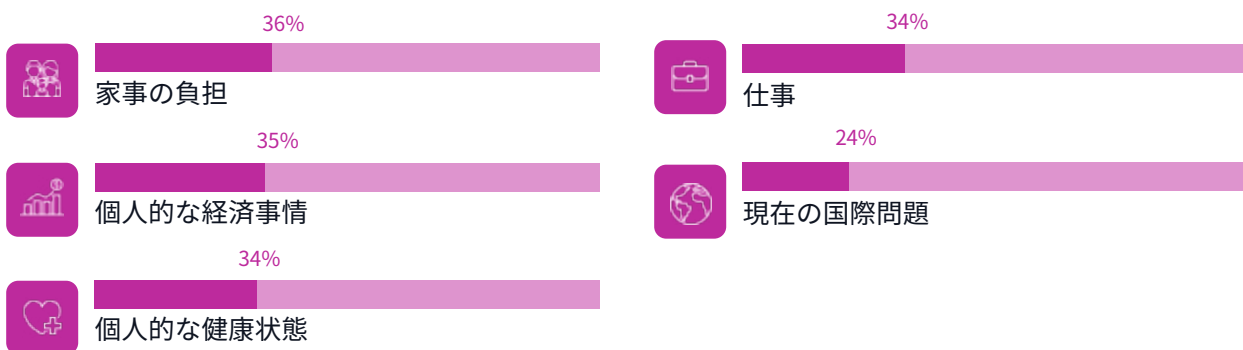 36%
家事の負担
35%
個人的な経済事情
34%
個人的な健康状態
34%
仕事
24%
現在の国際問題